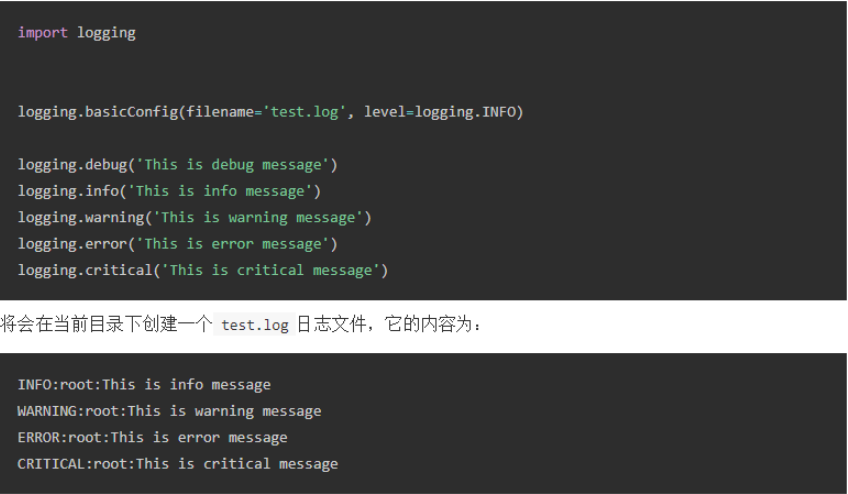 import logging
logging.basicConfig(filename='test.log', level=logging.INFO)
logging.debug('This is debug message')
logging.info('This is info message')
logging.warning('This is warning message')
logging.error('This is error message')
logging.critical('This is critical message')
将会在当前目录下创建一个 test.log 日志文件，它的内容为：
INFO:root:This is info message
WARNING:root:This is warning message
ERROR:root:This is error message
CRITICAL:root:This is critical message